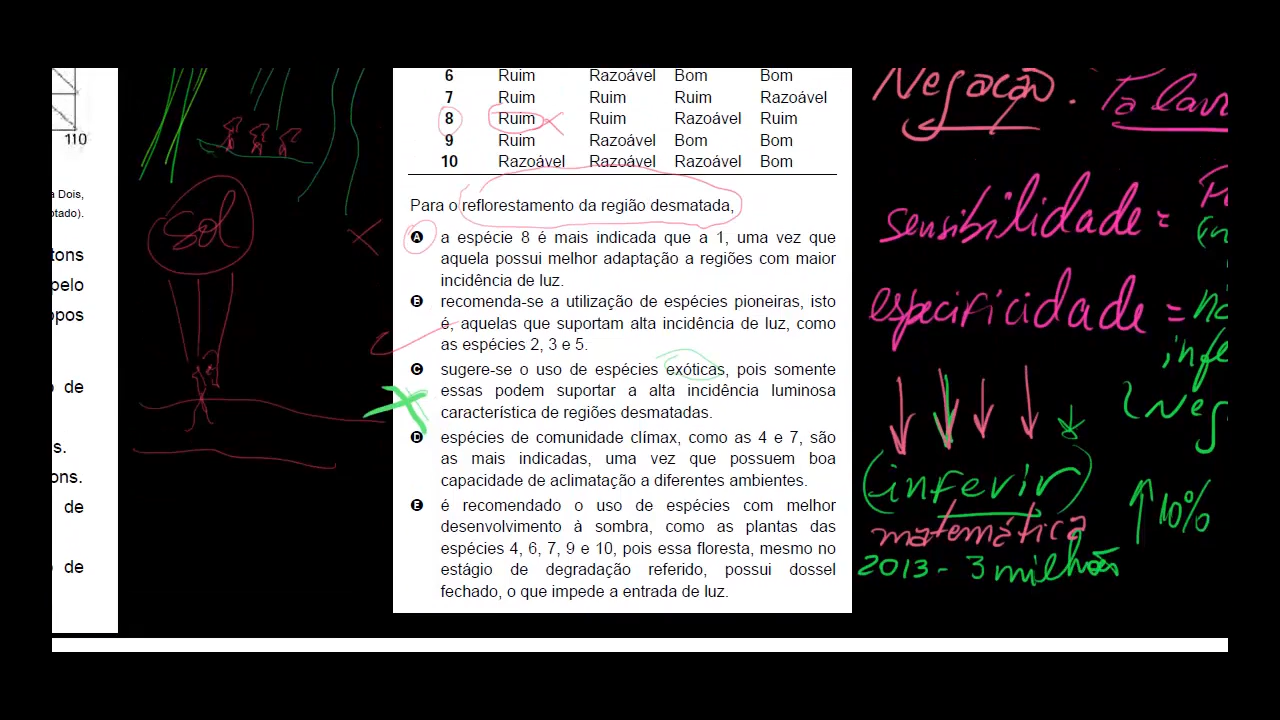 110
a Dois,
otado).
tons
pelo
opos
o de
s.
ons.
de
o de
sol
6 Ruim Razoável Bom Bom
7 Ruim Ruim Ruim Razoável
8 Ruim Ruim Razoável Ruim
9 Ruim Razoável Bom Bom
10 Razoável Razoável Razoável Bom
Para o reflorestamento da região desmatada,
A a espécie 8 é mais indicada que a 1, uma vez que
aquela possui melhor adaptação a regiões com maior
incidência de luz.
B recomenda-se a utilização de espécies pioneiras, isto
é, aquelas que suportam alta incidência de luz, como
as espécies 2, 3 e 5.
C sugere-se o uso de espécies exóticas, pois somente
essas podem suportar a alta incidência luminosa
característica de regiões desmatadas.
D espécies de comunidade clímax, como as 4 e 7, são
as mais indicadas, uma vez que possuem boa
capacidade de aclimatação a diferentes ambientes.
E é recomendado o uso de espécies com melhor
desenvolvimento à sombra, como as plantas das
espécies 4, 6, 7, 9 e 10, pois essa floresta, mesmo no
estágio de degradação referido, possui dossel
fechado, o que impede a entrada de luz.
Negação.
sensibilidade =
especificidade =
infe
(Neg
(inferir)
↑10%
matemática
2013 - 3 milhões